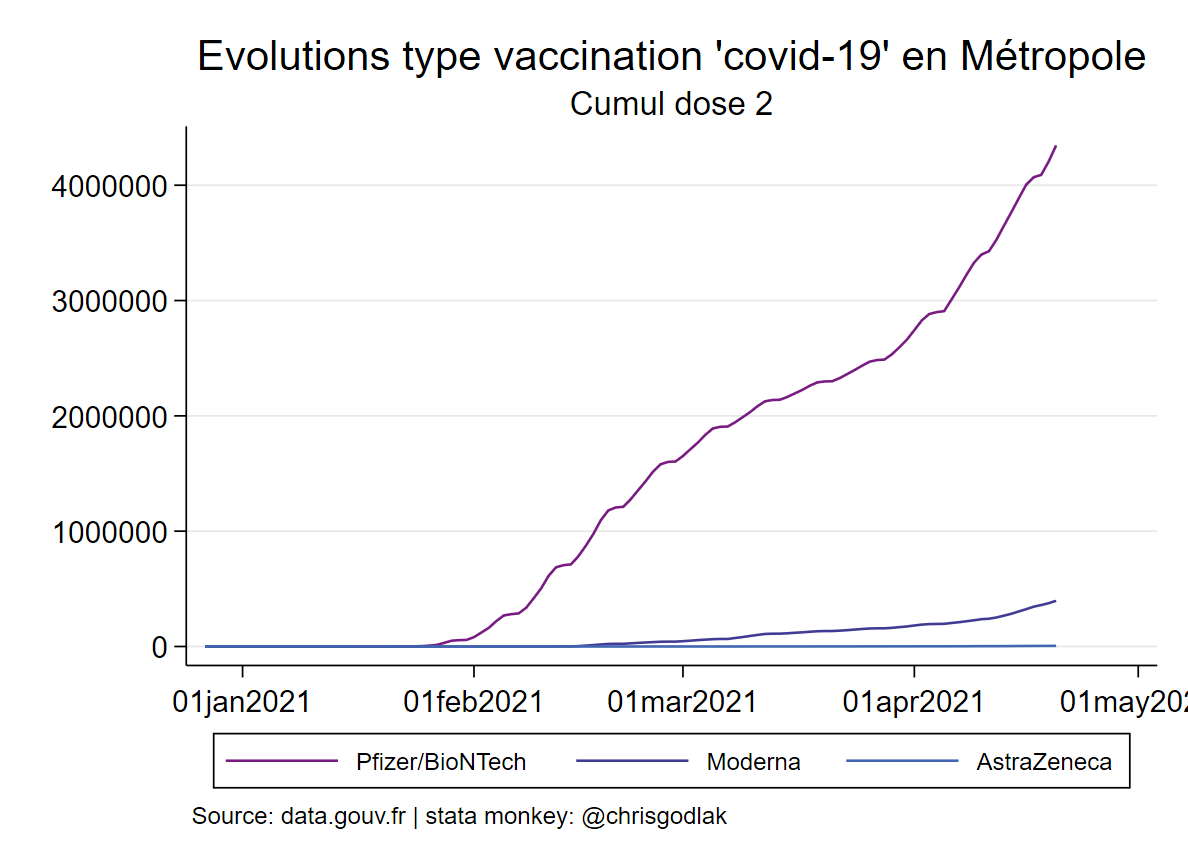 Evolutions type vaccination 'covid-19' en Métropole
Cumul dose 2
4000000
3000000
2000000
1000000
0
01jan2021 01feb2021 01mar2021 01apr2021 01may202
Pfizer/BioNTech Moderna AstraZeneca
Source: data.gouv.fr | stata monkey: @chrisgodlak